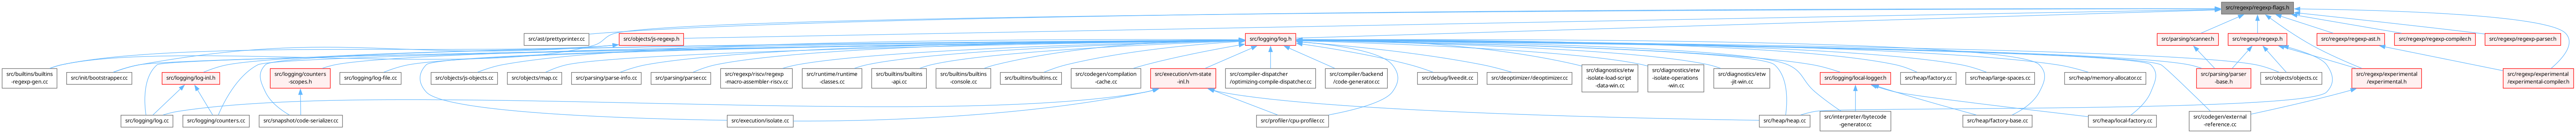 src/regexp/regexp-flags.h
src/ast/prettyprinter.cc
src/objects/js-regexp.h
src/logging/log.h
src/parsing/scanner.h
src/regexp/regexp.h
src/regexp/regexp-ast.h
src/regexp/regexp-compiler.h
src/regexp/regexp-parser.h
src/builtins/builtins
-regexp-gen.cc
src/init/bootstrapper.cc
src/logging/log-inl.h
src/logging/counters
-scopes.h
src/logging/log-file.cc
src/objects/js-objects.cc
src/objects/map.cc
src/parsing/parse-info.cc
src/parsing/parser.cc
src/regexp/riscv/regexp
-macro-assembler-riscv.cc
src/runtime/runtime
-classes.cc
src/builtins/builtins
-api.cc
src/builtins/builtins
-console.cc
src/builtins/builtins.cc
src/codegen/compilation
-cache.cc
src/execution/vm-state
-inl.h
src/compiler-dispatcher
/optimizing-compile-dispatcher.cc
src/compiler/backend
/code-generator.cc
src/debug/liveedit.cc
src/deoptimizer/deoptimizer.cc
src/diagnostics/etw
-isolate-load-script
-data-win.cc
src/diagnostics/etw
-isolate-operations
-win.cc
src/diagnostics/etw
-jit-win.cc
src/logging/local-logger.h
src/heap/factory.cc
src/heap/large-spaces.cc
src/heap/memory-allocator.cc
src/parsing/parser
-base.h
src/objects/objects.cc
src/regexp/experimental
/experimental.h
src/regexp/experimental
/experimental-compiler.h
src/logging/log.cc
src/logging/counters.cc
src/snapshot/code-serializer.cc
src/execution/isolate.cc
src/profiler/cpu-profiler.cc
src/heap/heap.cc
src/interpreter/bytecode
-generator.cc
src/heap/factory-base.cc
src/heap/local-factory.cc
src/codegen/external
-reference.cc